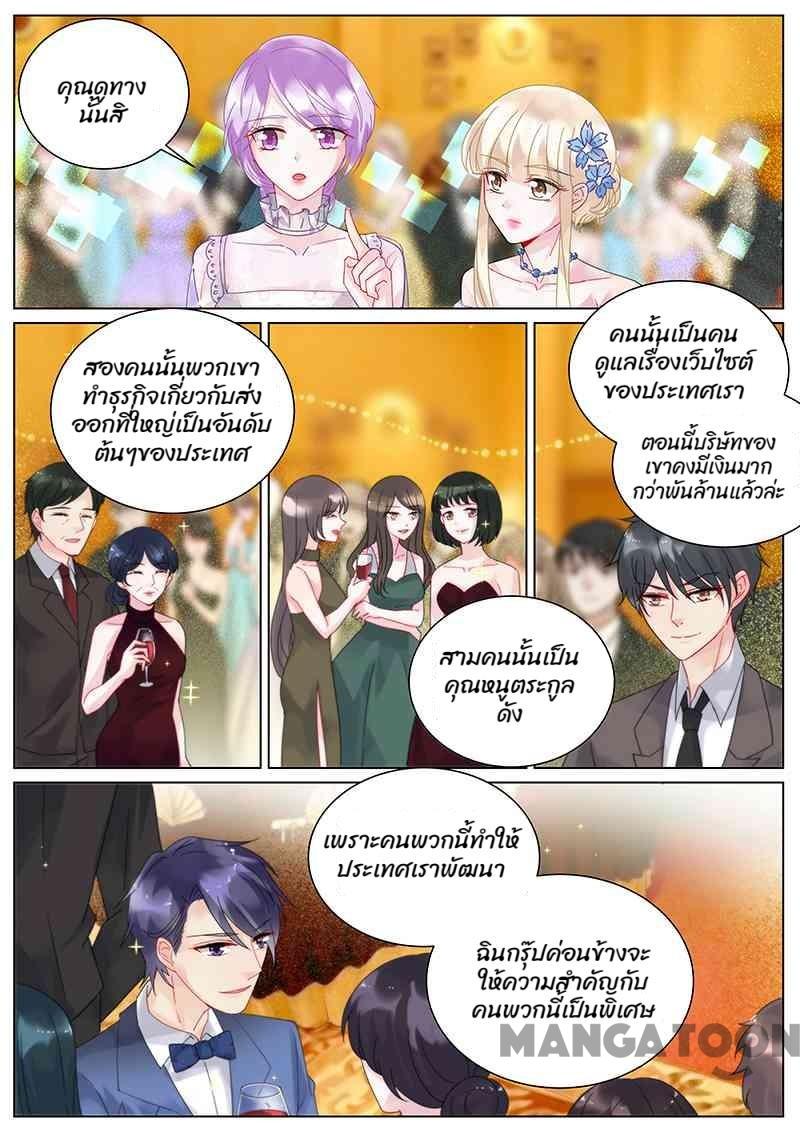 คุณดูทาง
นั้นสิ
สองคนนั้นพวกเขา
ทำธุรกิจเกี่ยวกับส่ง
ออกที่ใหญ่เป็นอันดับ
ต้นๆของประเทศ
สามคนนั้นเป็น
คุณหนูตระกูล
ดัง
คนนั้นเป็นคน
ดูแลเรื่องเว็บไซต์
ของประเทศเรา
ตอนนี้บริษัทของ
เขาคงมีเงินมาก
กว่าพันล้านแล้วล่ะ
เพราะคนพวกนี้ทำให้
ประเทศเราพัฒนา
ฉินกรุ๊ปค่อนข้างจะ
ให้ความสำคัญกับ
คนพวกนี้เป็นพิเศษ
MANGATOON